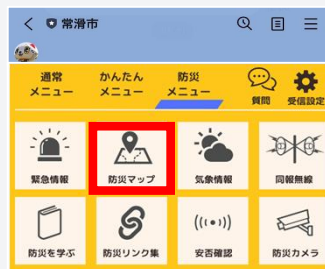 常滑市
通常 かんたん 防災
メニュー メニュー メニュー 質問 受信設定
緊急情報 防災マップ 気象情報 同報無線
防災を学ぶ 防災リンク集 安否確認 防災カメラ